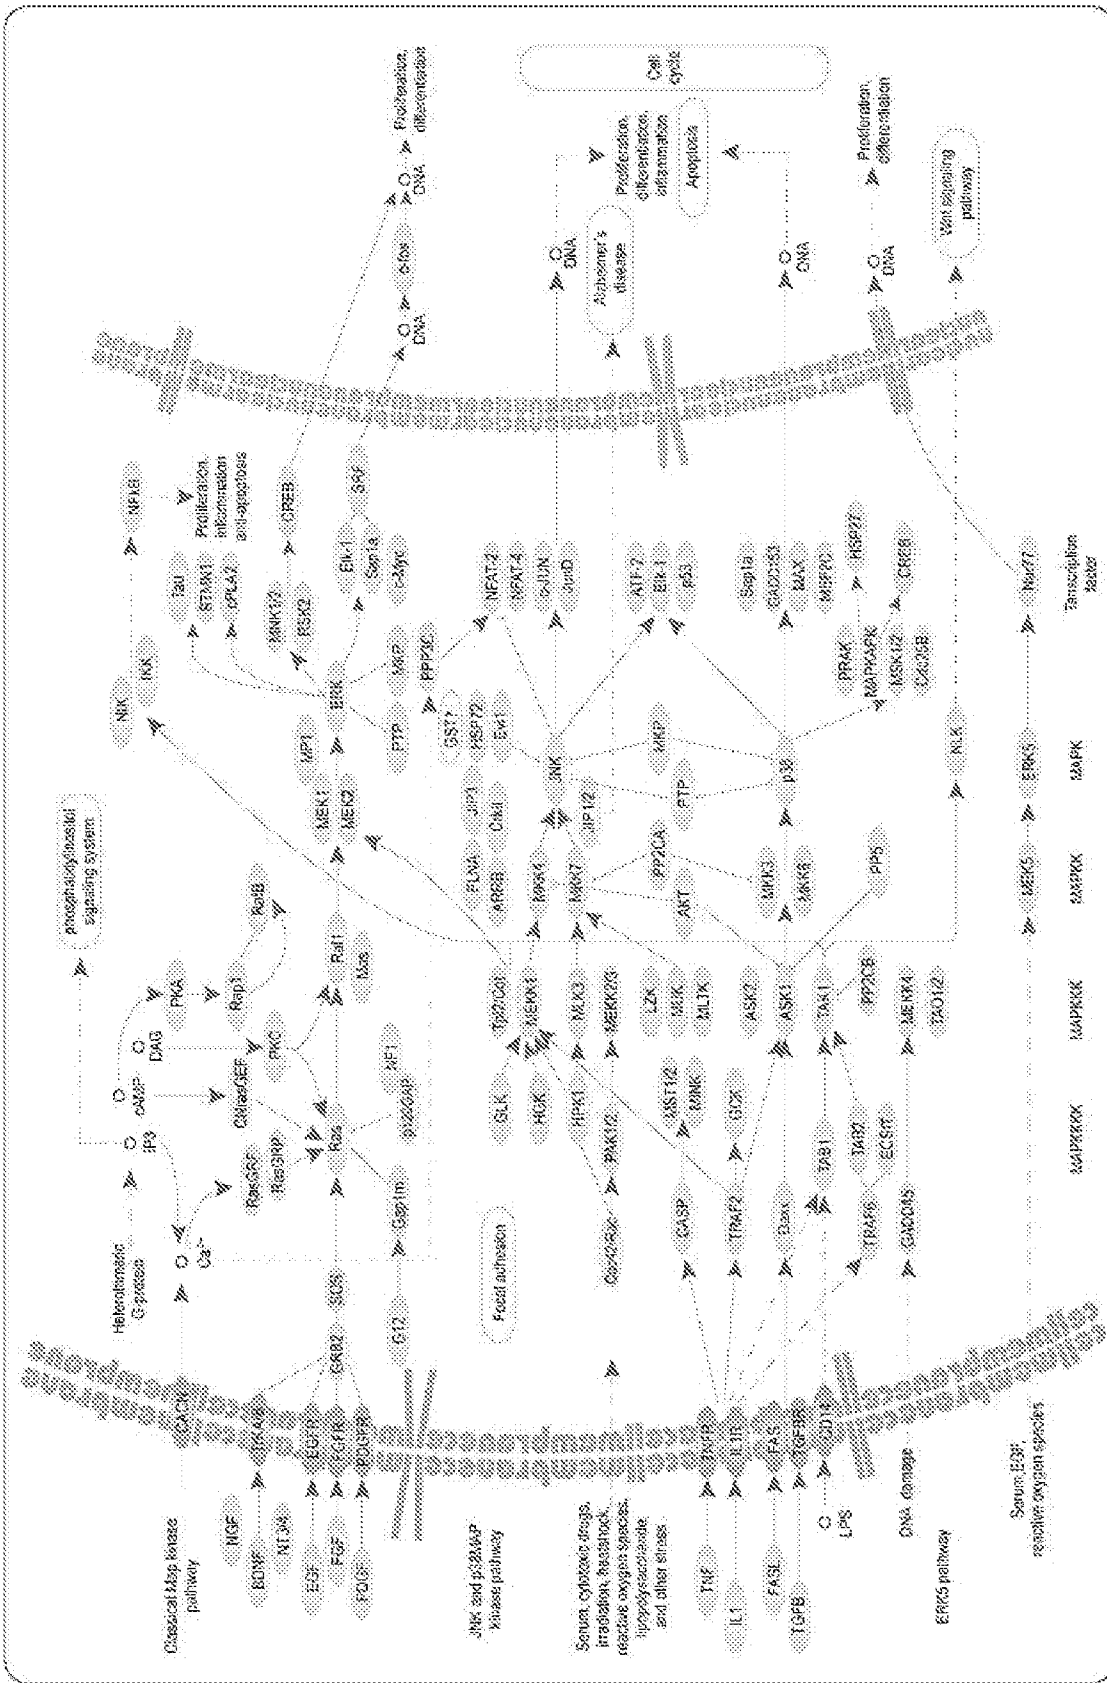 Classical Map kinase
pathway
Heterotrimeric
G-protein
phosphatidylinositol
signaling system
IP3
cAMP
DAG
Ca2+
CACN
PKA
Rap1
RafB
PKC
CNrasGEF
RasGRF
RasGRP
NGF
BDNF
NT3/4
TRKA/B
EGF
EGFR
FGF
FGFR
PDGF
PDGFR
GRB2
SOS
Ras
Raf1
Mos
MEK1
MEK2
MP1
ERK
PTP
MKP
G12
Gap1m
p120GAP
NF1
NIK
IKK
NFkB
Proliferation,
inflammation
anti-apoptosis
Tau
STMN1
cPLA2
MNK1/2
RSK2
CREB
Elk-1
Sap1a
c-Myc
SRF
DNA
c-fos
DNA
Proliferation,
differentiation
PPP3C
JNK and p38MAP
kinase pathway
Focal adhesion
Serum, cytotoxic drugs,
irradiation, heatshock,
reactive oxygen species,
lipopolysaccharide,
and other stress
Cdc42/Rac
PAK1/2
GLK
HGK
HPK1
Tpl2/Cot
MEKK1
MLK3
MEKK2/3
LZK
MUK
MLTK
FLNA
ARRB
JIP1
CrkII
GST?
HSP72
Evi1
MKK4
MKK7
JNK
JIP1/2
NFAT-2
NFAT-4
c-JUN
JunD
ATF-2
Elk-1
p53
DNA
Alzheimer's
disease
Proliferation,
differentiation,
inflammation
Apoptosis
Cell
cycle
TNF
TNFR
IL1
IL1R
FASL
FAS
TGFB
TGFBR
LPS
CD14
CASP
MST1/2
MINK
TRAF2
GCK
Daxx
ASK2
ASK1
TAB1
TAK1
TAB2
ECSIT
TRAF6
PP2CB
PP2CA
AKT
MKK3
MKK6
PP5
PTP
MKP
p38
Sap1a
GADD153
MAX
MEF2C
DNA
PRAK
MAPKAPK
MSK1/2
Cdc25B
HSP27
CREB
DNA damage
GADD45
MEKK4
TAO1/2
NLK
Wnt signaling
pathway
ERK5 pathway
Serum, EGF,
reactive oxygen species
MEK5
ERK5
Nur77
DNA
Proliferation,
differentiation
MAPKKKK
MAPKKK
MAPKK
MAPK
Transcription
factor